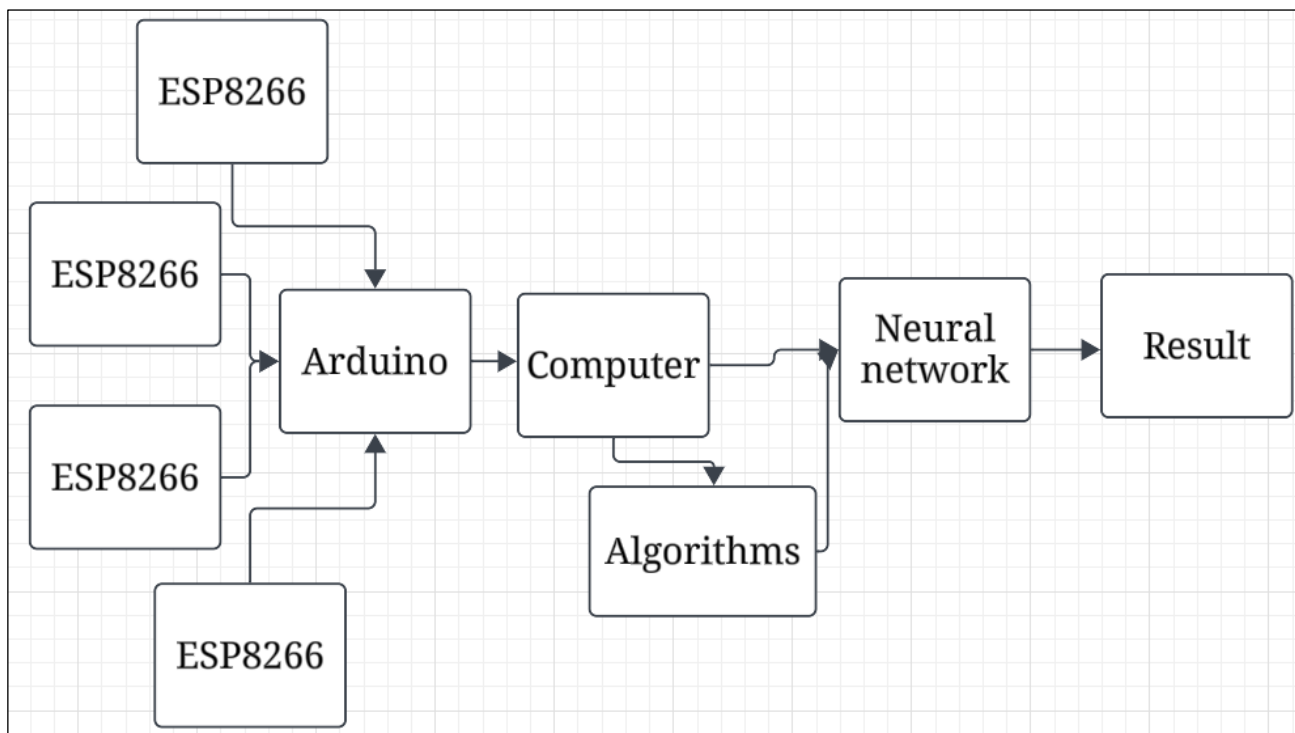 ESP8266
ESP8266
ESP8266
ESP8266
Arduino
Computer
Algorithms
Neural
network
Result